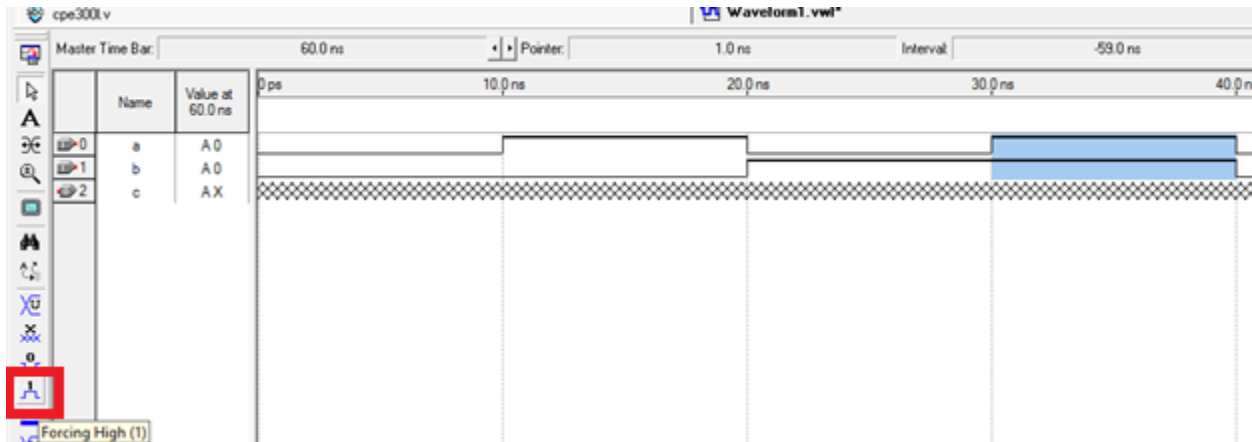 cpe300l.v
Waveform1.vwf*
Master Time Bar: 60.0 ns Pointer: 1.0 ns Interval: -59.0 ns
Name Value at 60.0 ns 0 ps 10.0 ns 20.0 ns 30.0 ns 40.0 n
0 a A 0
1 b A 0
2 c A X
A
0
1
Forcing High (1)